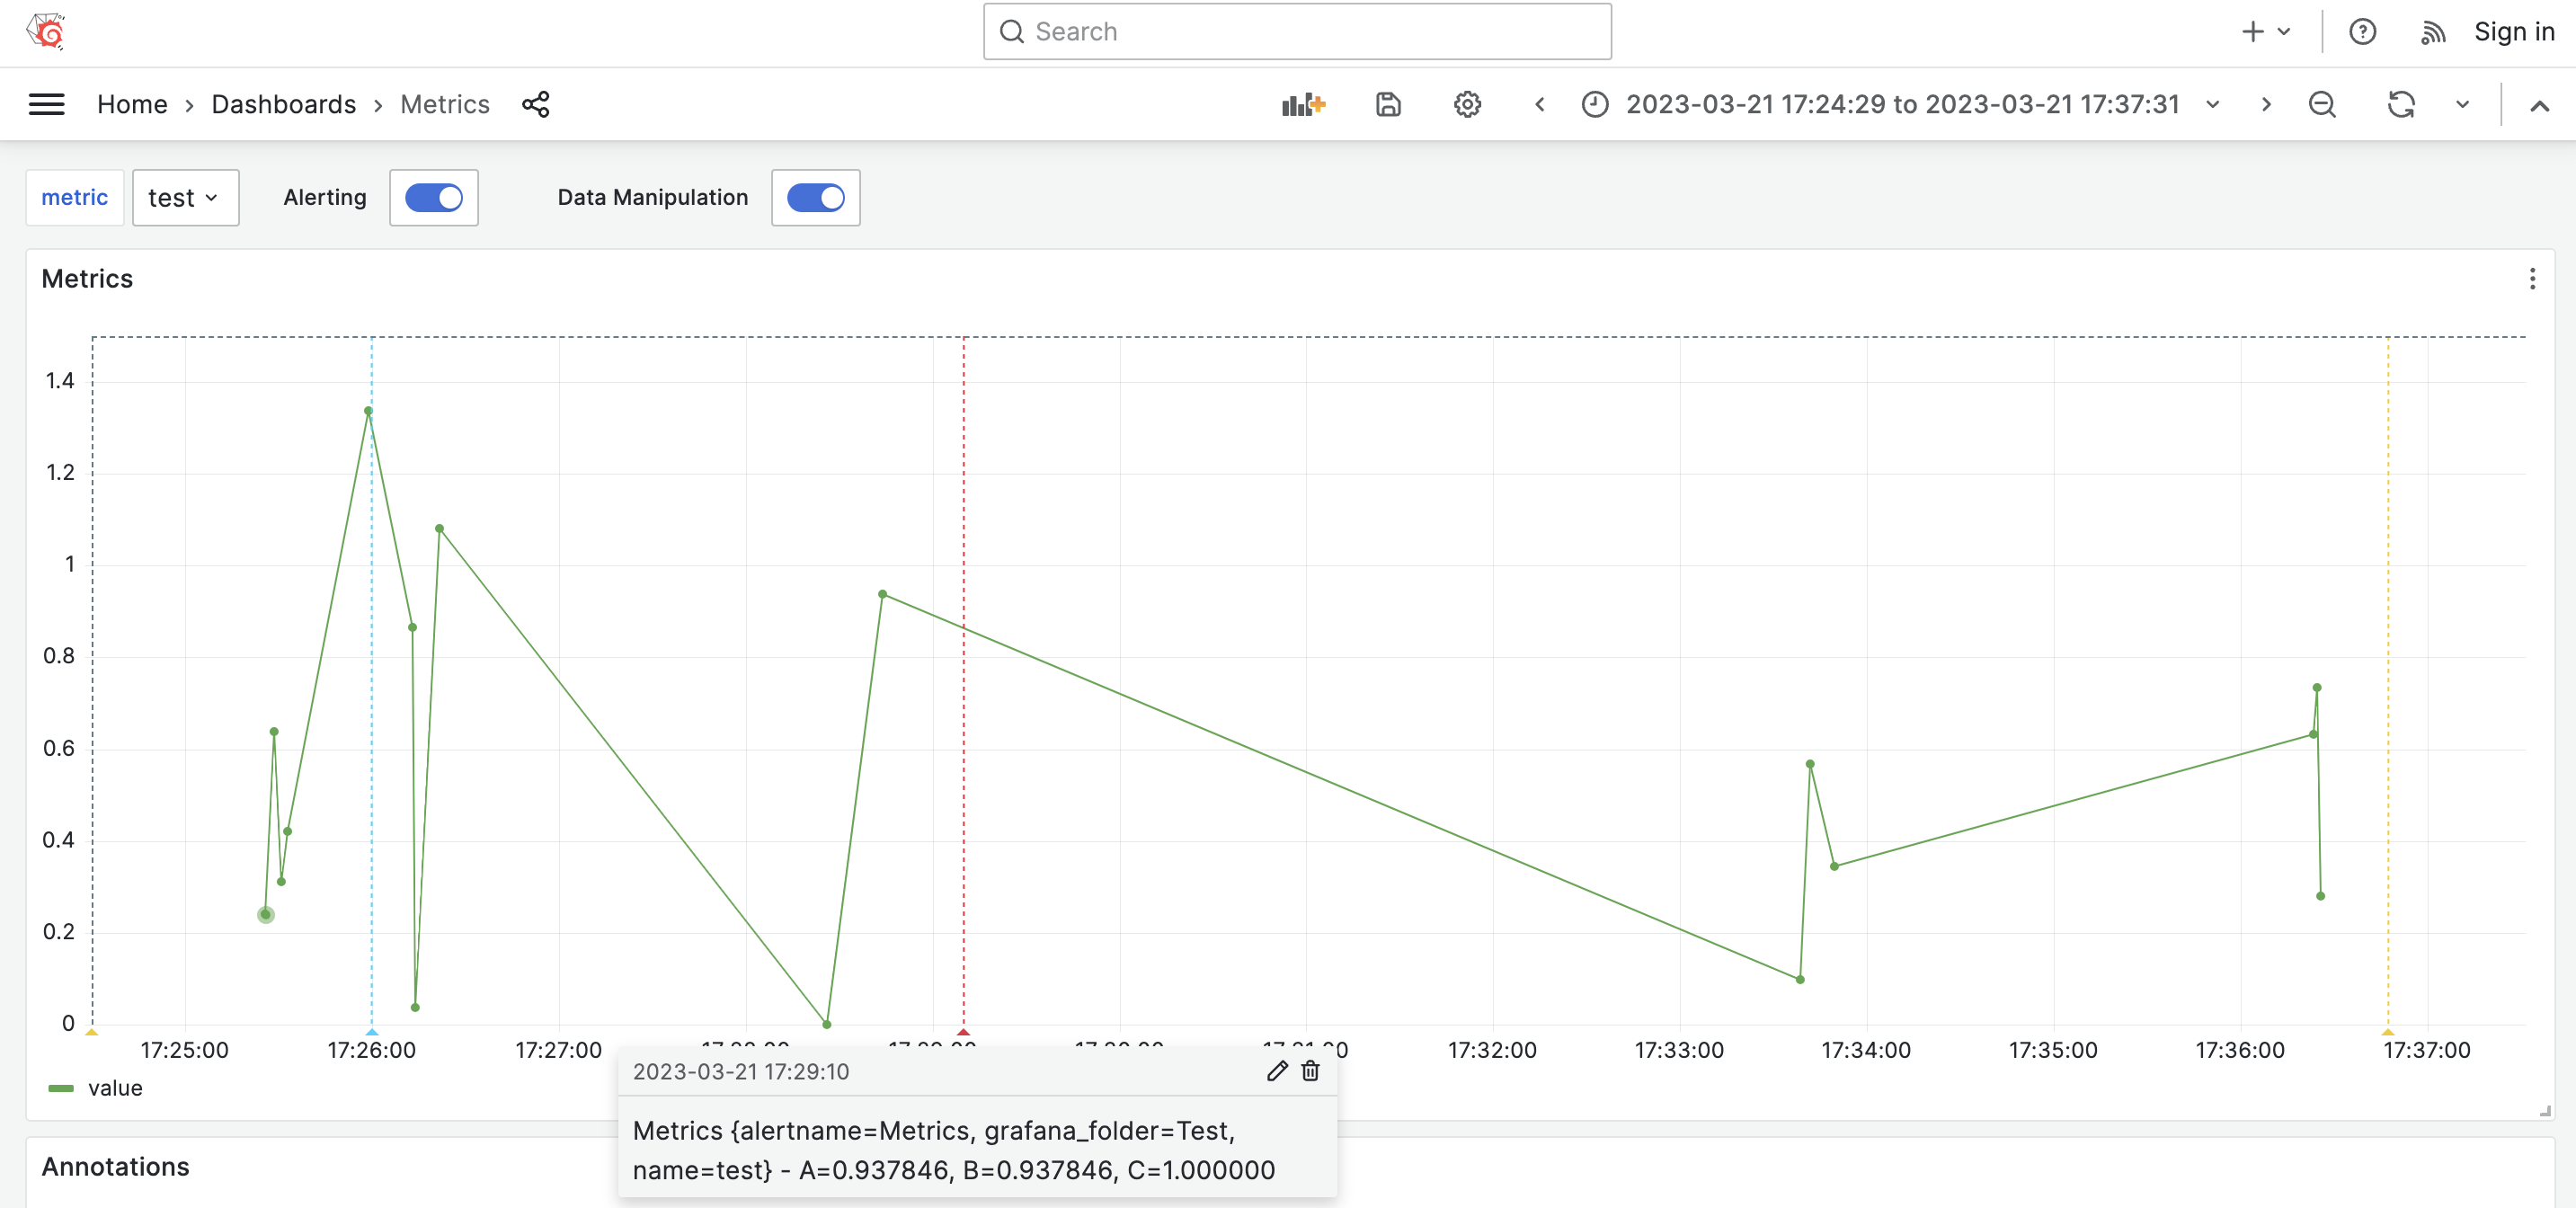 Search
Sign in
Home › Dashboards › Metrics
2023-03-21 17:24:29 to 2023-03-21 17:37:31
metric test Alerting Data Manipulation
Metrics
1.4
1.2
1
0.8
0.6
0.4
0.2
0
17:25:00 17:26:00 17:27:00 17:32:00 17:33:00 17:34:00 17:35:00 17:36:00 17:37:00
value
2023-03-21 17:29:10
Metrics {alertname=Metrics, grafana_folder=Test,
name=test} - A=0.937846, B=0.937846, C=1.000000
Annotations